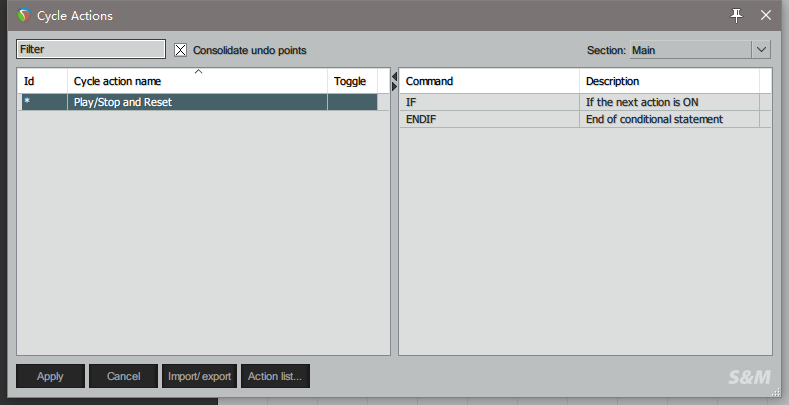 Cycle Actions
Filter
Consolidate undo points
Section: Main
Id Cycle action name Toggle
* Play/Stop and Reset
Command Description
IF If the next action is ON
ENDIF End of conditional statement
Apply Cancel Import/export Action list...
S&M